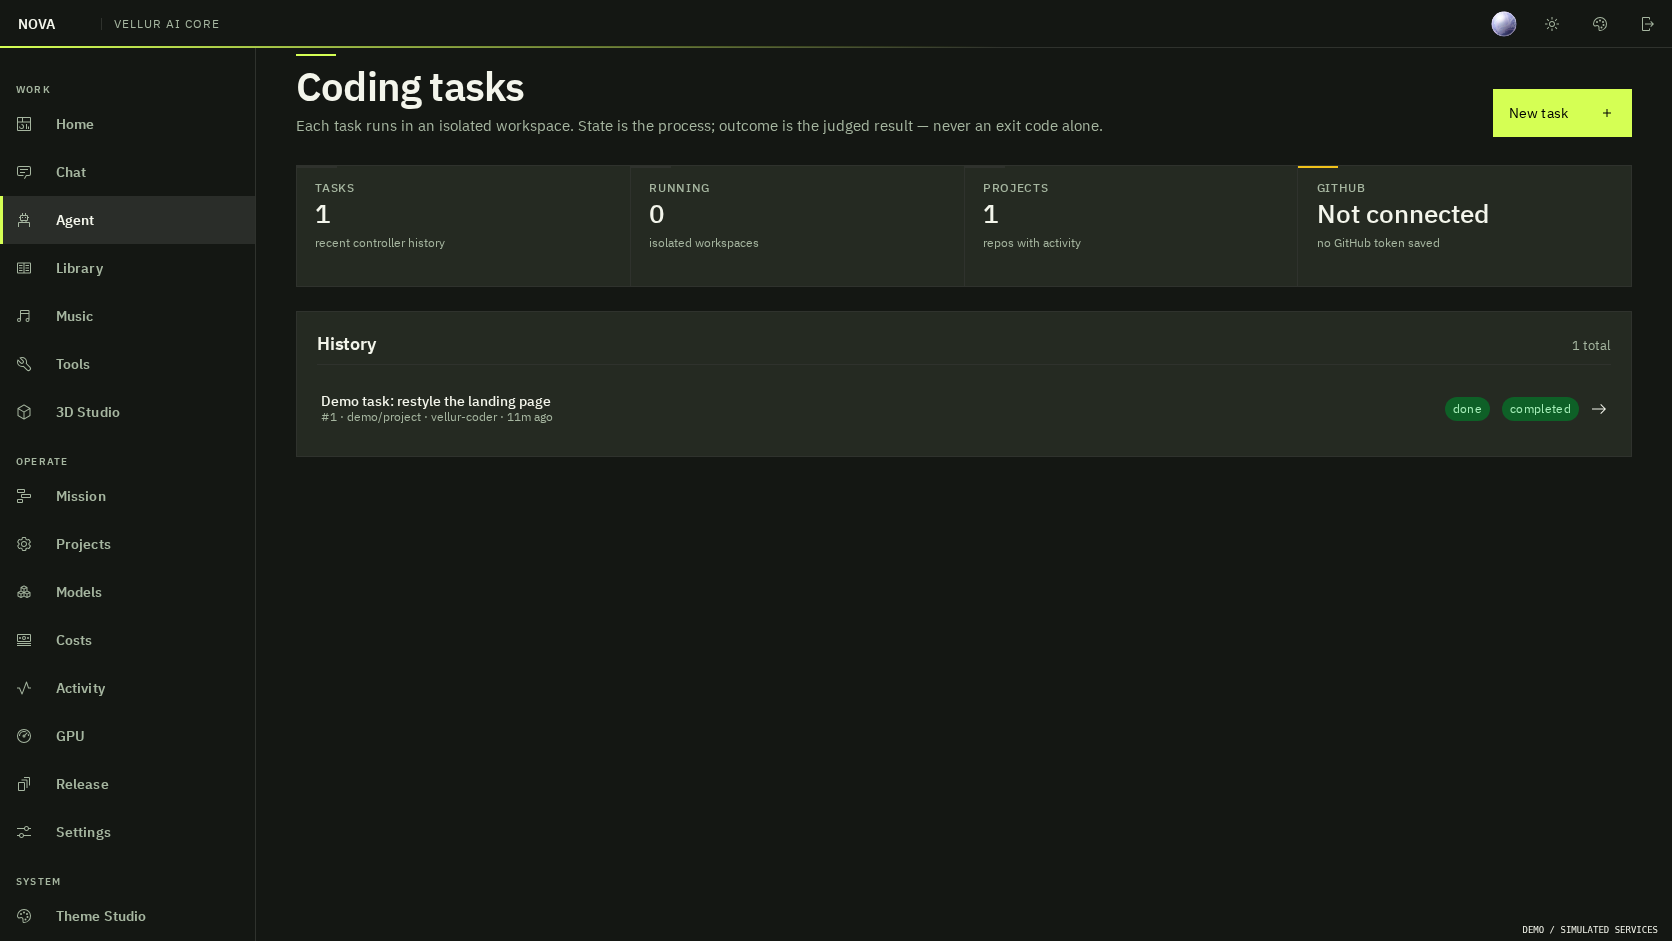 NOVA
VELLUR AI CORE
WORK
Home
Chat
Agent
Library
Music
Tools
3D Studio
OPERATE
Mission
Projects
Models
Costs
Activity
GPU
Release
Settings
SYSTEM
Theme Studio
Coding tasks
Each task runs in an isolated workspace. State is the process; outcome is the judged result — never an exit code alone.
New task +
TASKS
1
recent controller history
RUNNING
0
isolated workspaces
PROJECTS
1
repos with activity
GITHUB
Not connected
no GitHub token saved
History
1 total
Demo task: restyle the landing page
#1 · demo/project · vellur-coder · 11m ago
done
completed
DEMO / SIMULATED SERVICES